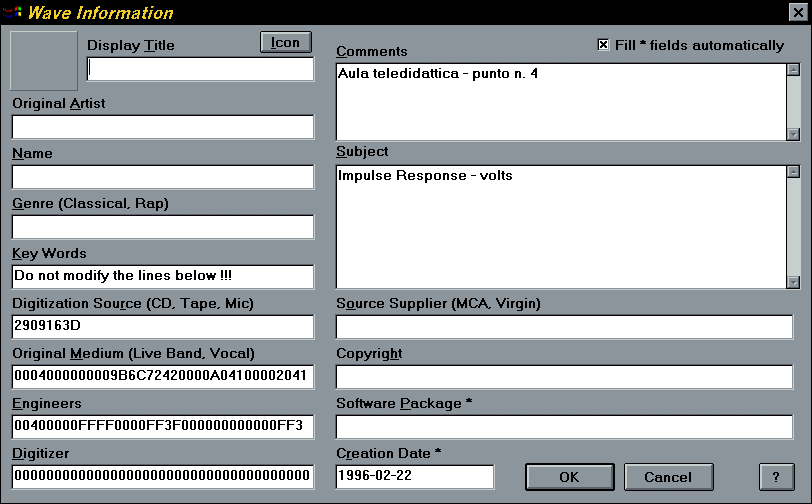 Wave Information
Display Title
Icon
Original Artist
Name
Genre (Classical, Rap)
Key Words
Do not modify the lines below !!!
Digitization Source (CD, Tape, Mic)
2909163D
Original Medium (Live Band, Vocal)
0004000000009B6C72420000A04100002041
Engineers
00400000FFFF0000FF3F000000000000FF3
Digitizer
000000000000000000000000000000000000
Comments
Fill * fields automatically
Aula teledidattica - punto n. 4
Subject
Impulse Response - volts
Source Supplier (MCA, Virgin)
Copyright
Software Package *
Creation Date *
1996-02-22
OK
Cancel
?